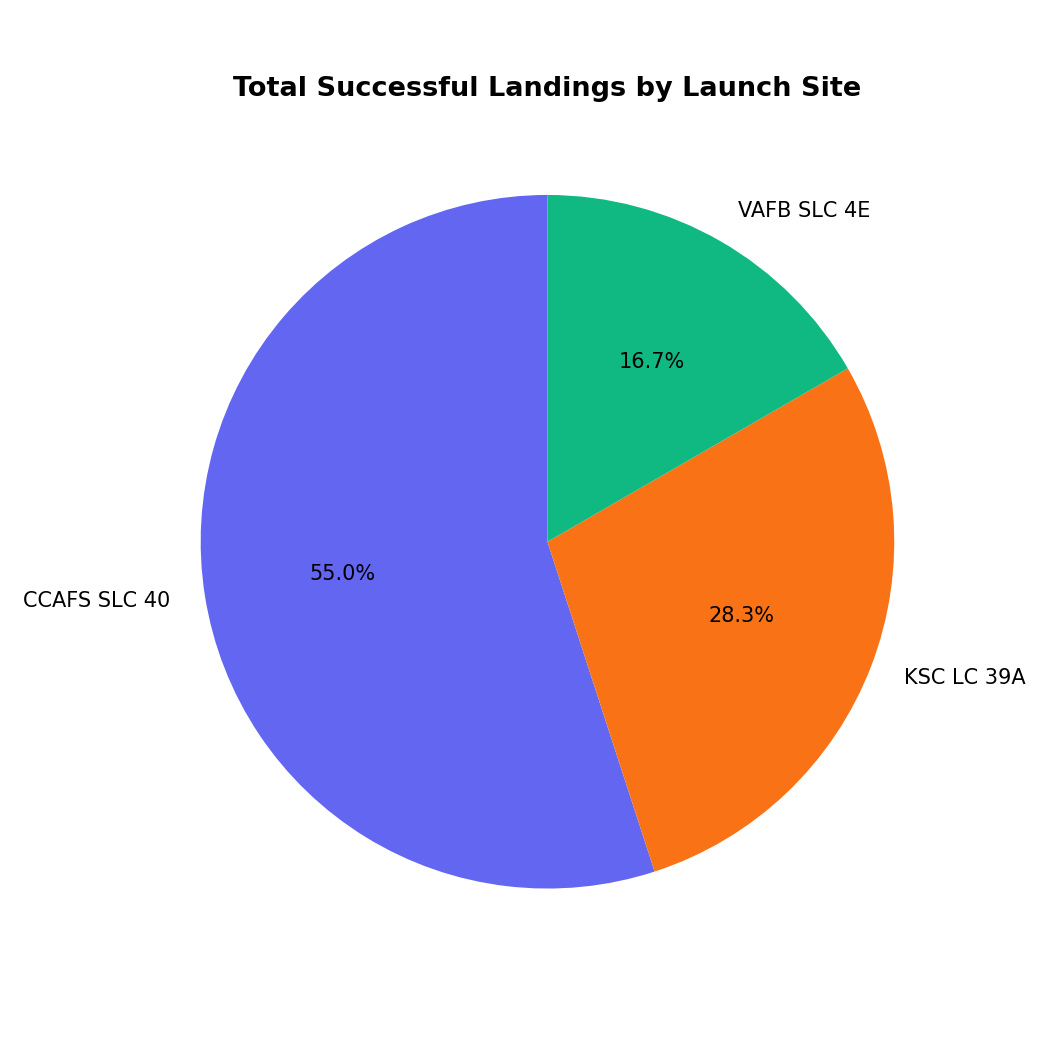 Total Successful Landings by Launch Site
VAFB SLC 4E
16.7%
55.0%
CCAFS SLC 40
28.3%
KSC LC 39A